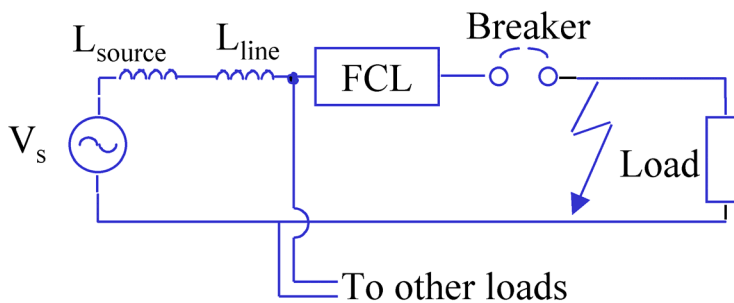 Breaker
L_source
L_line
FCL
V_s
Load
To other loads